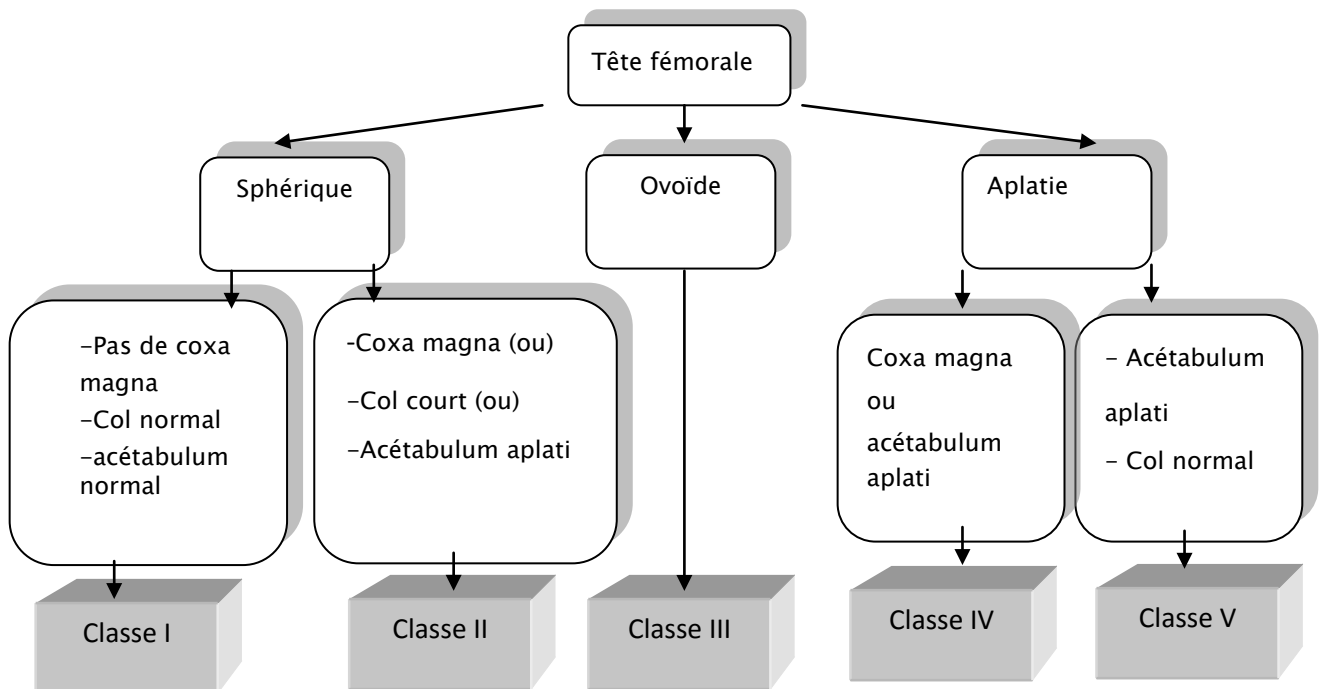 Tête fémorale
Sphérique
Ovoïde
Aplatie
-Pas de coxa
magna
-Col normal
-acétabulum
normal
-Coxa magna (ou)
-Col court (ou)
-Acétabulum aplati
Coxa magna
ou
acétabulum
aplati
- Acétabulum
aplati
- Col normal
Classe I
Classe II
Classe III
Classe IV
Classe V